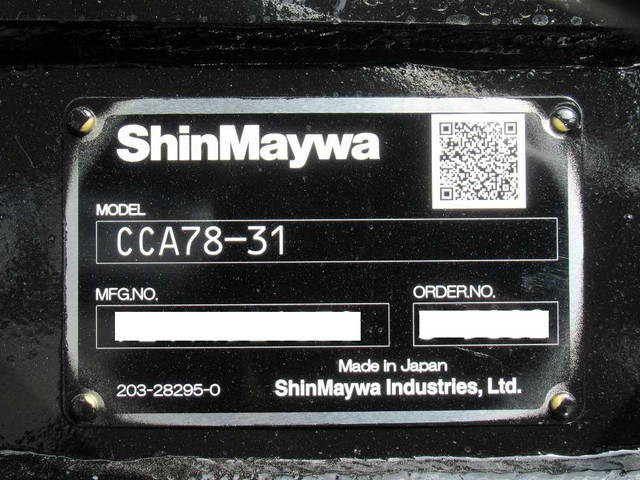 ShinMaywa
MODEL
CCA78-31
MFG.NO.
ORDER.NO.
Made in Japan
203-28295-0
ShinMaywa Industries, Ltd.